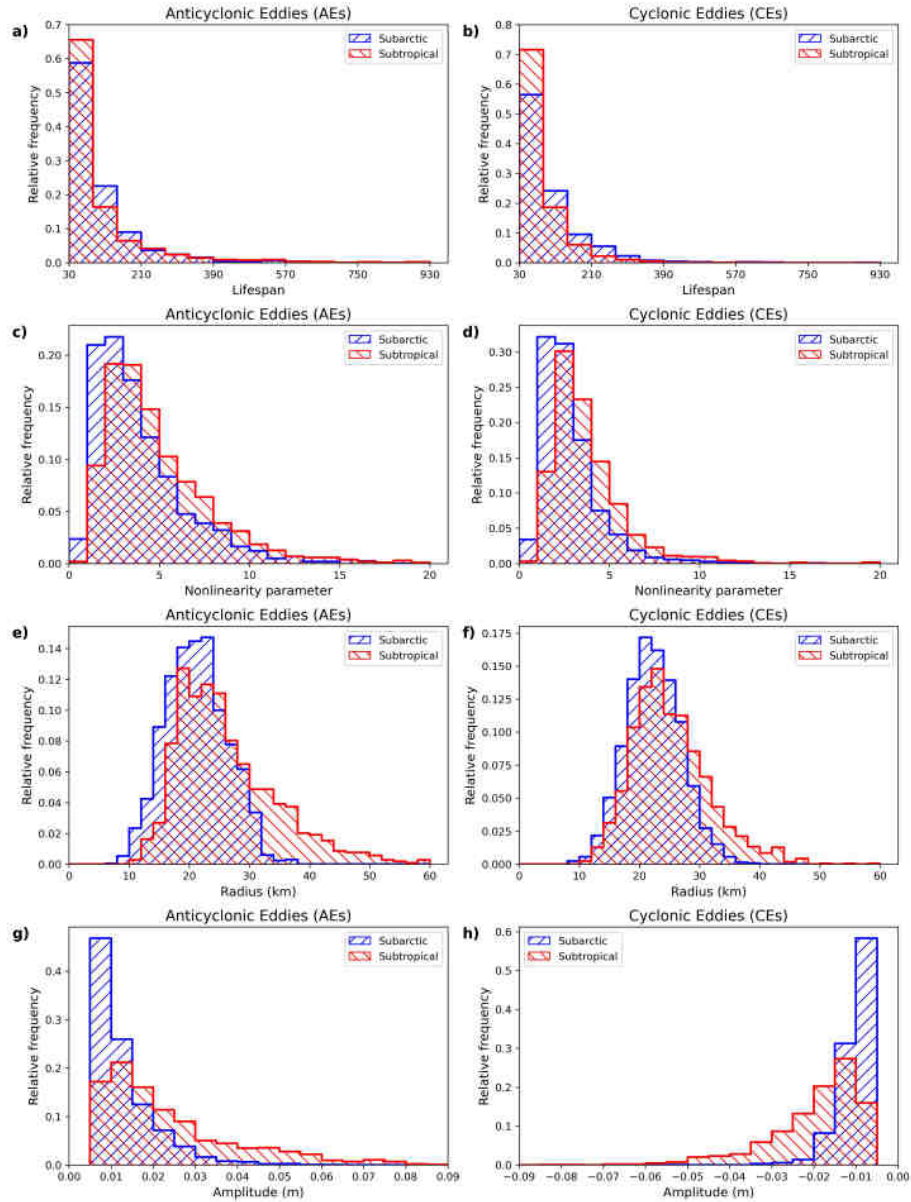 Anticyclonic Eddies (AEs)
a)
0.7
0.6
0.5
0.4
0.3
0.2
0.1
0.0
Relative frequency
Subarctic
Subtropical
30 210 390 570 750 930
Lifespan
Cyclonic Eddies (CEs)
b)
0.8
0.7
0.6
0.5
0.4
0.3
0.2
0.1
0.0
Relative frequency
Subarctic
Subtropical
30 210 390 570 750 930
Lifespan
Anticyclonic Eddies (AEs)
c)
0.20
0.15
0.10
0.05
0.00
Relative frequency
Subarctic
Subtropical
0 5 10 15 20
Nonlinearity parameter
Cyclonic Eddies (CEs)
d)
0.30
0.25
0.20
0.15
0.10
0.05
0.00
Relative frequency
Subarctic
Subtropical
0 5 10 15 20
Nonlinearity parameter
Anticyclonic Eddies (AEs)
e)
0.14
0.12
0.10
0.08
0.06
0.04
0.02
0.00
Relative frequency
Subarctic
Subtropical
0 10 20 30 40 50 60
Radius (km)
Cyclonic Eddies (CEs)
f)
0.175
0.150
0.125
0.100
0.075
0.050
0.025
0.000
Relative frequency
Subarctic
Subtropical
0 10 20 30 40 50 60
Radius (km)
Anticyclonic Eddies (AEs)
g)
0.4
0.3
0.2
0.1
0.0
Relative frequency
Subarctic
Subtropical
0.00 0.01 0.02 0.03 0.04 0.05 0.06 0.07 0.08 0.09
Amplitude (m)
Cyclonic Eddies (CEs)
h)
0.6
0.5
0.4
0.3
0.2
0.1
0.0
Relative frequency
Subarctic
Subtropical
−0.09 −0.08 −0.07 −0.06 −0.05 −0.04 −0.03 −0.02 −0.01 0.00
Amplitude (m)